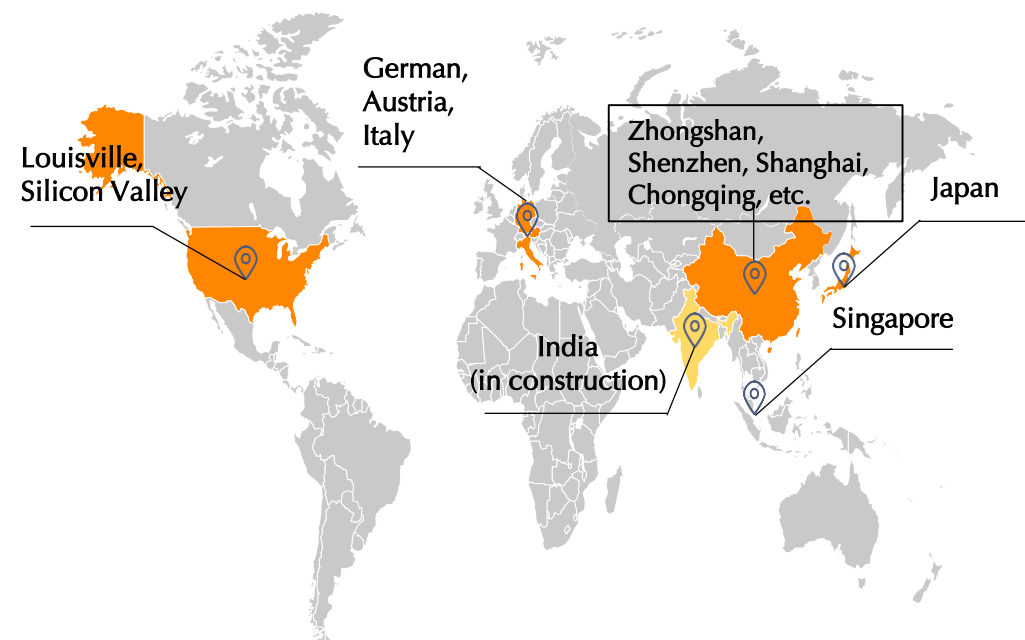 German,
Austria,
Italy
Zhongshan,
Shenzhen, Shanghai,
Chongqing, etc.
Louisville,
Silicon Valley
Japan
Singapore
India
(in construction)